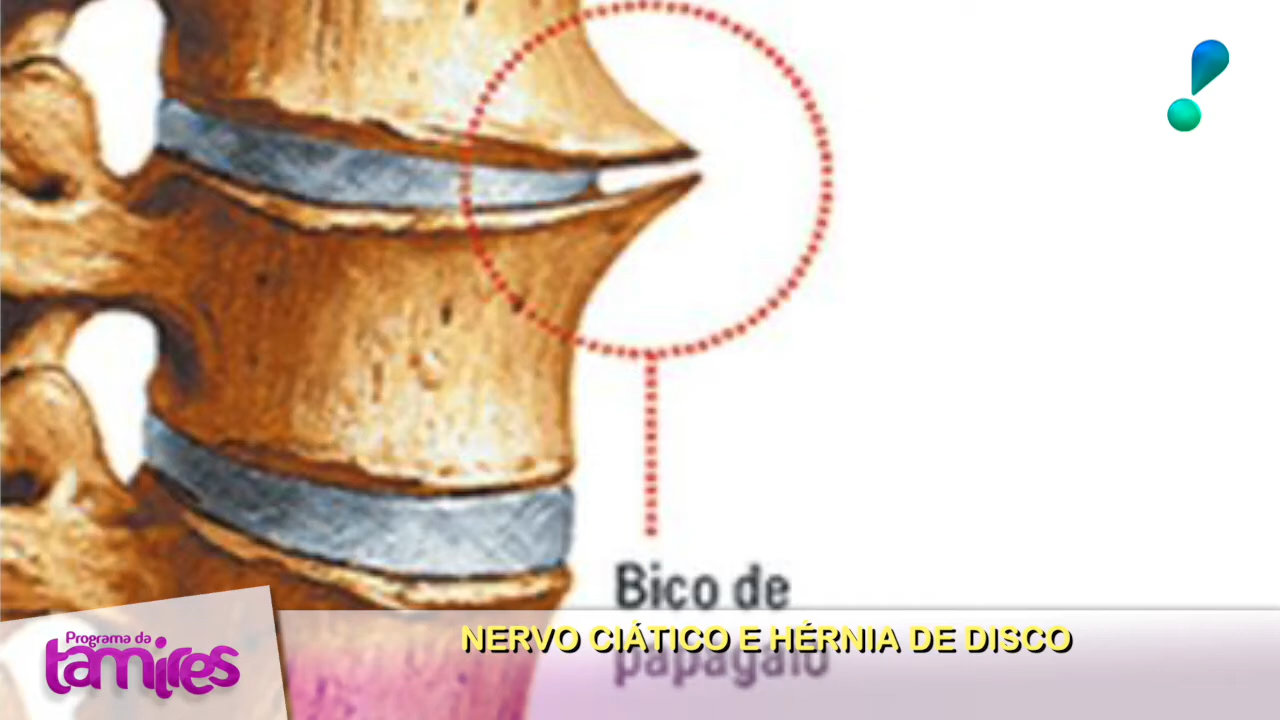 Bico de
papagaio
NERVO CIÁTICO E HÉRNIA DE DISCO
Programa da
tamires